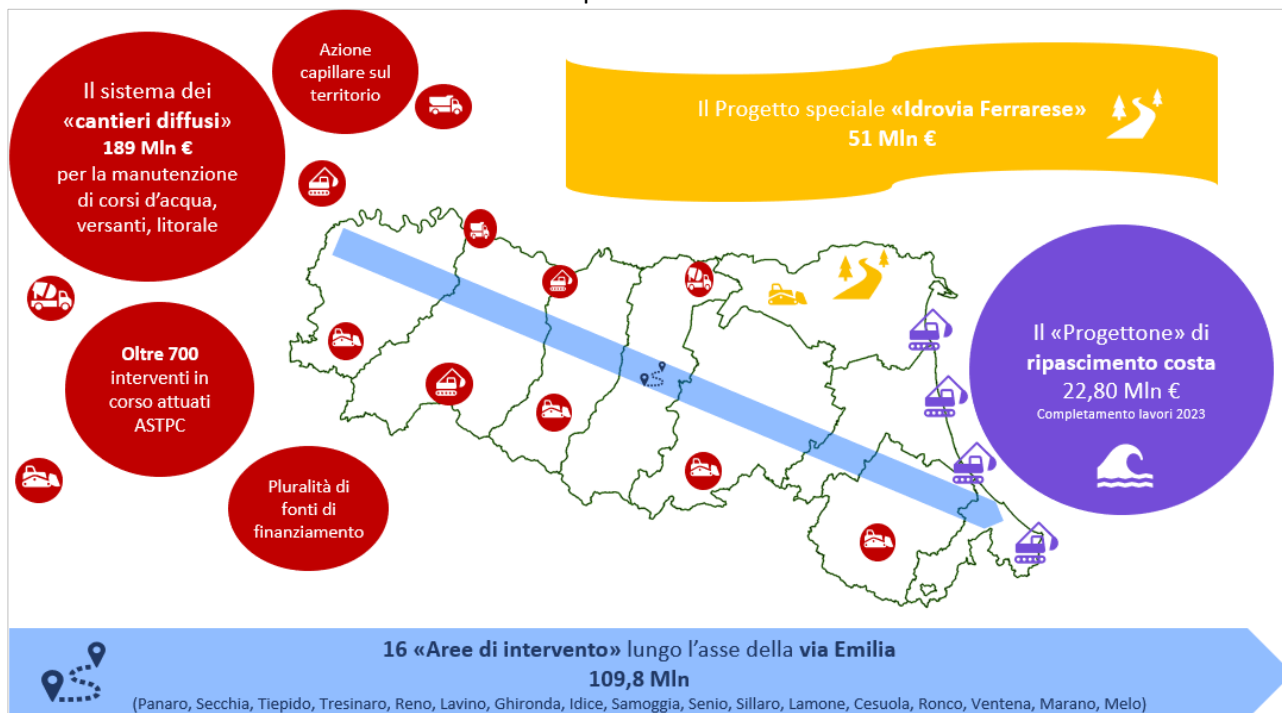 Il sistema dei
«cantieri diffusi»
189 Mln €
per la manutenzione
di corsi d'acqua,
versanti, litorale
Azione
capillare sul
territorio
Il Progetto speciale «Idrovia Ferrarese»
51 Mln €
Oltre 700
interventi in
corso attuati
ASTPC
Pluralità di
fonti di
finanziamento
Il «Progettone» di
ripascimento costa
22,80 Mln €
Completamento lavori 2023
16 «Aree di intervento» lungo l'asse della via Emilia
109,8 Mln
(Panaro, Secchia, Tiepido, Tresinaro, Reno, Lavino, Ghironda, Idice, Samoggia, Senio, Sillaro, Lamone, Cesuola, Ronco, Ventena, Marano, Melo)